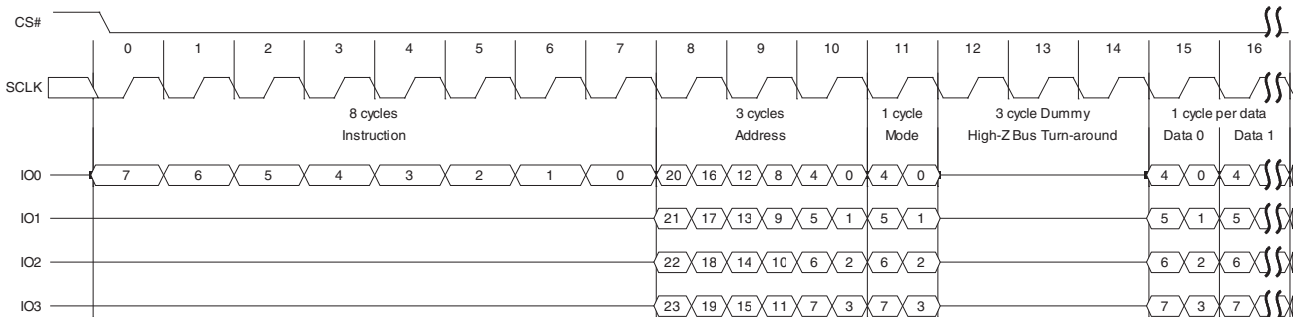 CS#
0 1 2 3 4 5 6 7 8 9 10 11 12 13 14 15 16
SCLK
8 cycles 3 cycles 1 cycle 3 cycle Dummy 1 cycle per data
Instruction Address Mode High-Z Bus Turn-around Data 0 Data 1
IO0 7 6 5 4 3 2 1 0 20 16 12 8 4 0 4 0 4 0 4
IO1 21 17 13 9 5 1 5 1 5 1 5
IO2 22 18 14 10 6 2 6 2 6 2 6
IO3 23 19 15 11 7 3 7 3 7 3 7